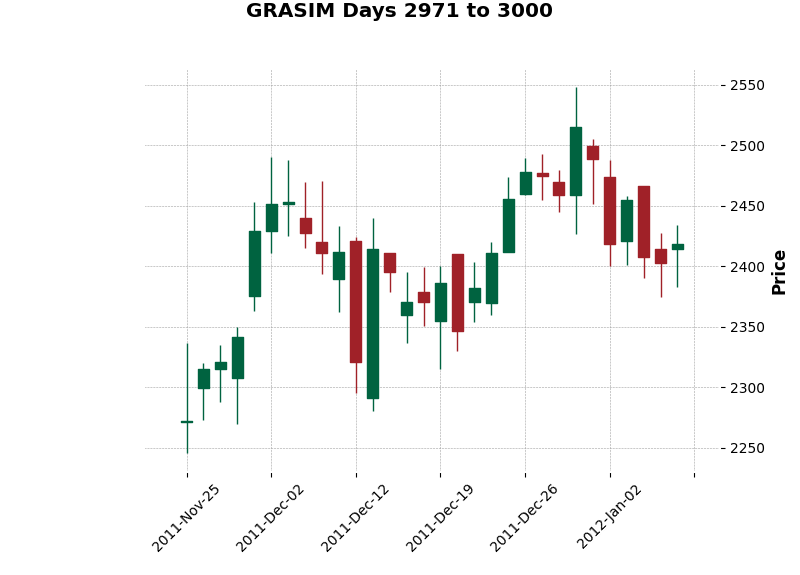 GRASIM Days 2971 to 3000
2550
2500
2450
2400
2350
2300
2250
Price
2011-Nov-25
2011-Dec-02
2011-Dec-12
2011-Dec-19
2011-Dec-26
2012-Jan-02